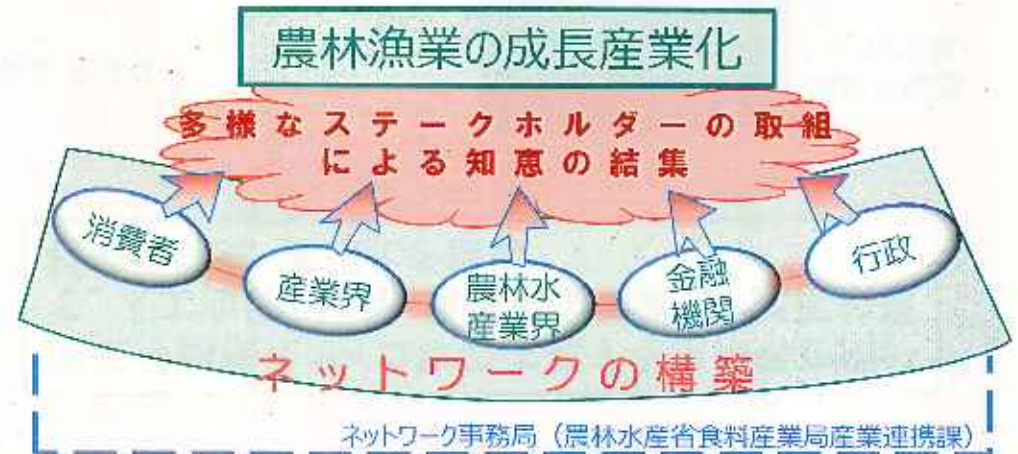 農林漁業の成長産業化
多様なステークホルダーの取組
による知恵の結集
消費者
産業界
農林水
産業界
金融
機関
行政
ネットワークの構築
ネットワーク事務局（農林水産省食料産業局産業連携課）